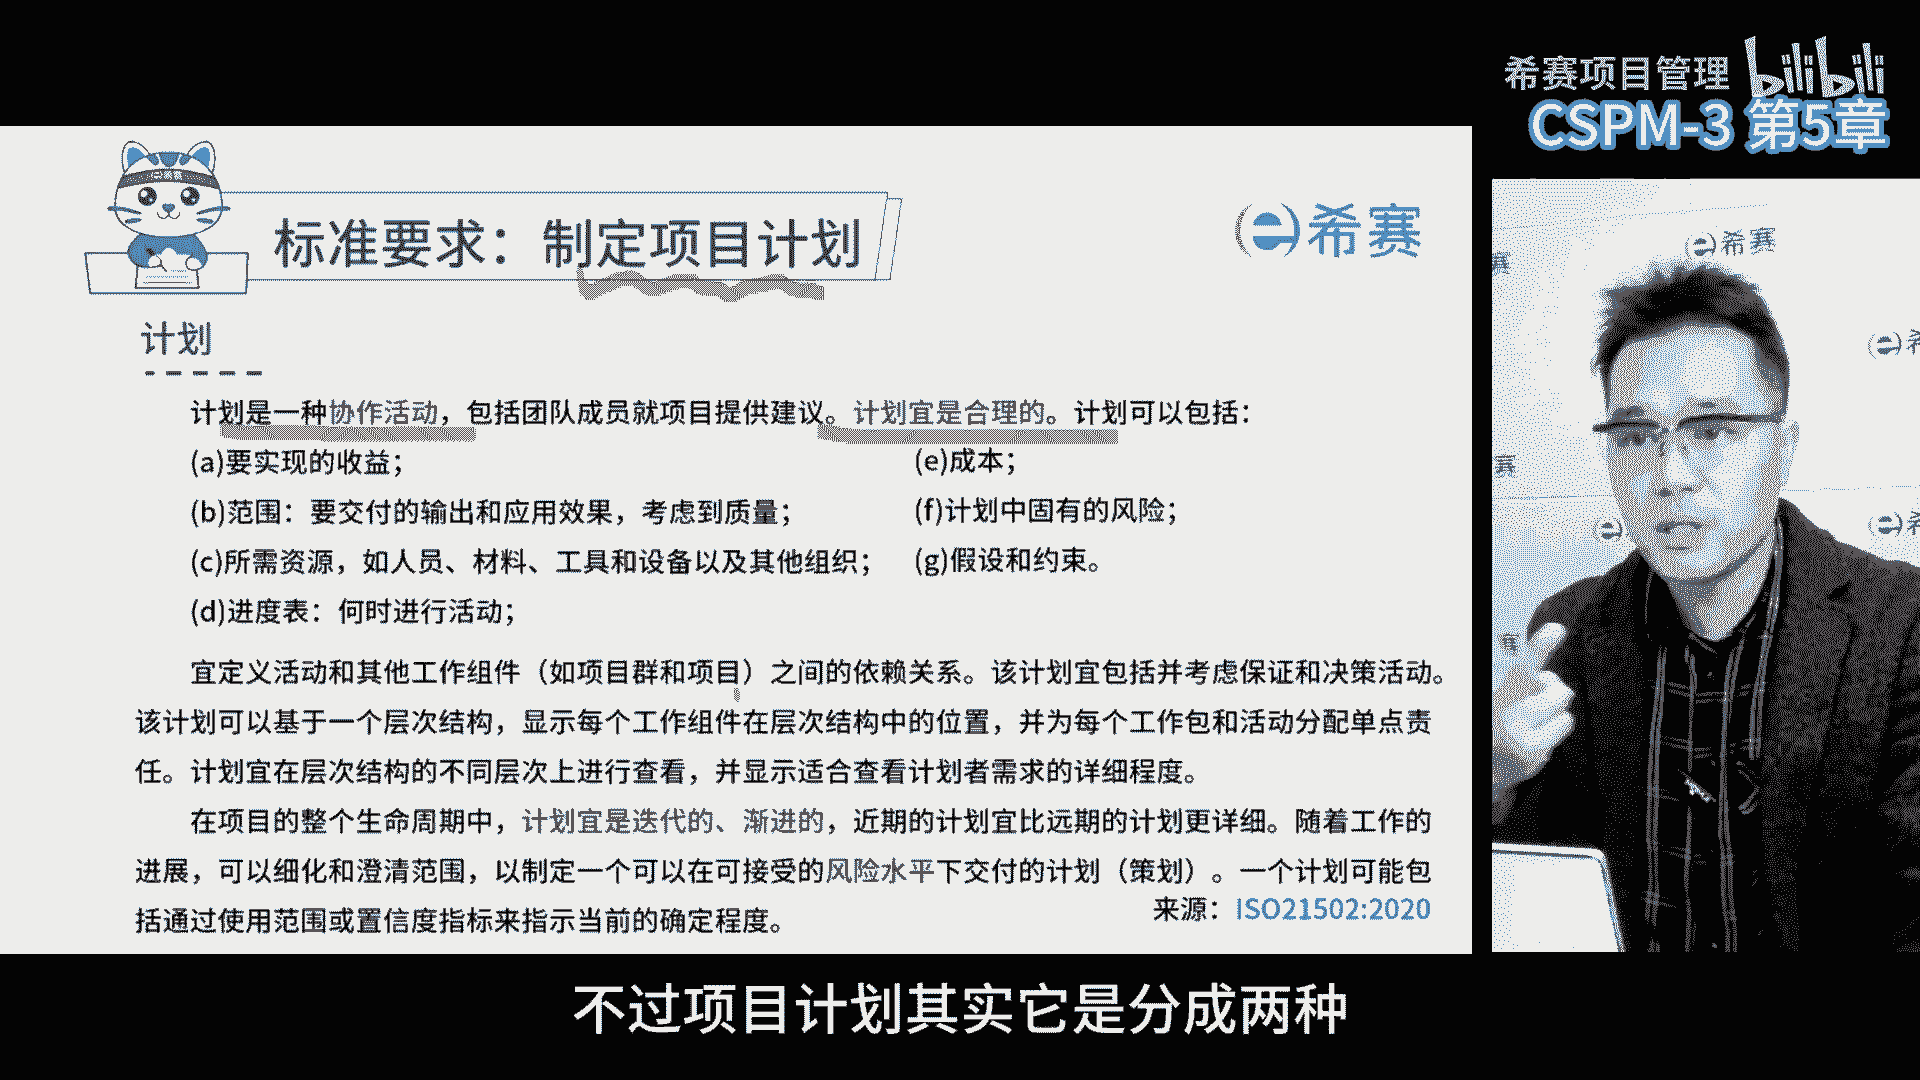 希赛项目管理 bilibili
CSPM-3 第5章
标准要求：制定项目计划
希赛
计划
计划是一种协作活动，包括团队成员就项目提供建议。计划宜是合理的。计划可以包括：
(a)要实现的收益；
(e)成本；
(b)范围：要交付的输出和应用效果，考虑到质量；
(f)计划中固有的风险；
(c)所需资源，如人员、材料、工具和设备以及其他组织；
(g)假设和约束。
(d)进度表：何时进行活动；
宜定义活动和其他工作组件（如项目群和项目）之间的依赖关系。该计划宜包括并考虑保证和决策活动。
该计划可以基于一个层次结构，显示每个工作组件在层次结构中的位置，并为每个工作包和活动分配单点责
任。计划宜在层次结构的不同层次上进行查看，并显示适合查看计划者需求的详细程度。
在项目的整个生命周期中，计划宜是迭代的、渐进的，近期的计划宜比远期的计划更详细。随着工作的
进展，可以细化和澄清范围，以制定一个可以在可接受的风险水平下交付的计划（策划）。一个计划可能包
括通过使用范围或置信度指标来指示当前的确定程度。
来源：ISO21502:2020
希赛
希
赛
赛
希
赛
不过项目计划其实它是分成两种